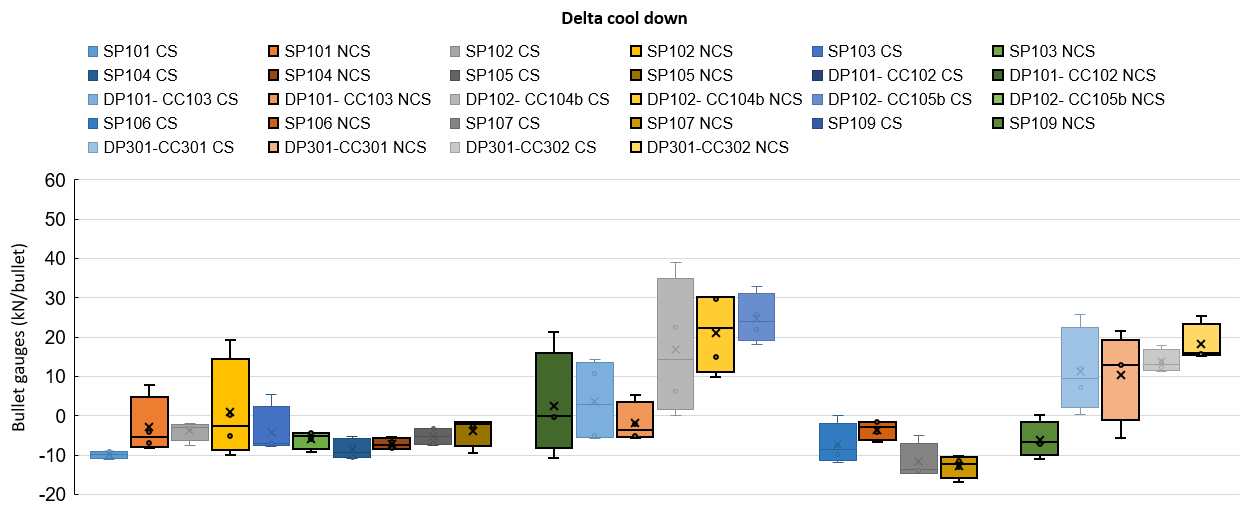 Delta cool down
SP101 CS SP101 NCS SP102 CS SP102 NCS SP103 CS SP103 NCS
SP104 CS SP104 NCS SP105 CS SP105 NCS DP101- CC102 CS DP101- CC102 NCS
DP101- CC103 CS DP101- CC103 NCS DP102- CC104b CS DP102- CC104b NCS DP102- CC105b CS DP102- CC105b NCS
SP106 CS SP106 NCS SP107 CS SP107 NCS SP109 CS SP109 NCS
DP301-CC301 CS DP301-CC301 NCS DP301-CC302 CS DP301-CC302 NCS
Bullet gauges (kN/bullet)
60
50
40
30
20
10
0
-10
-20